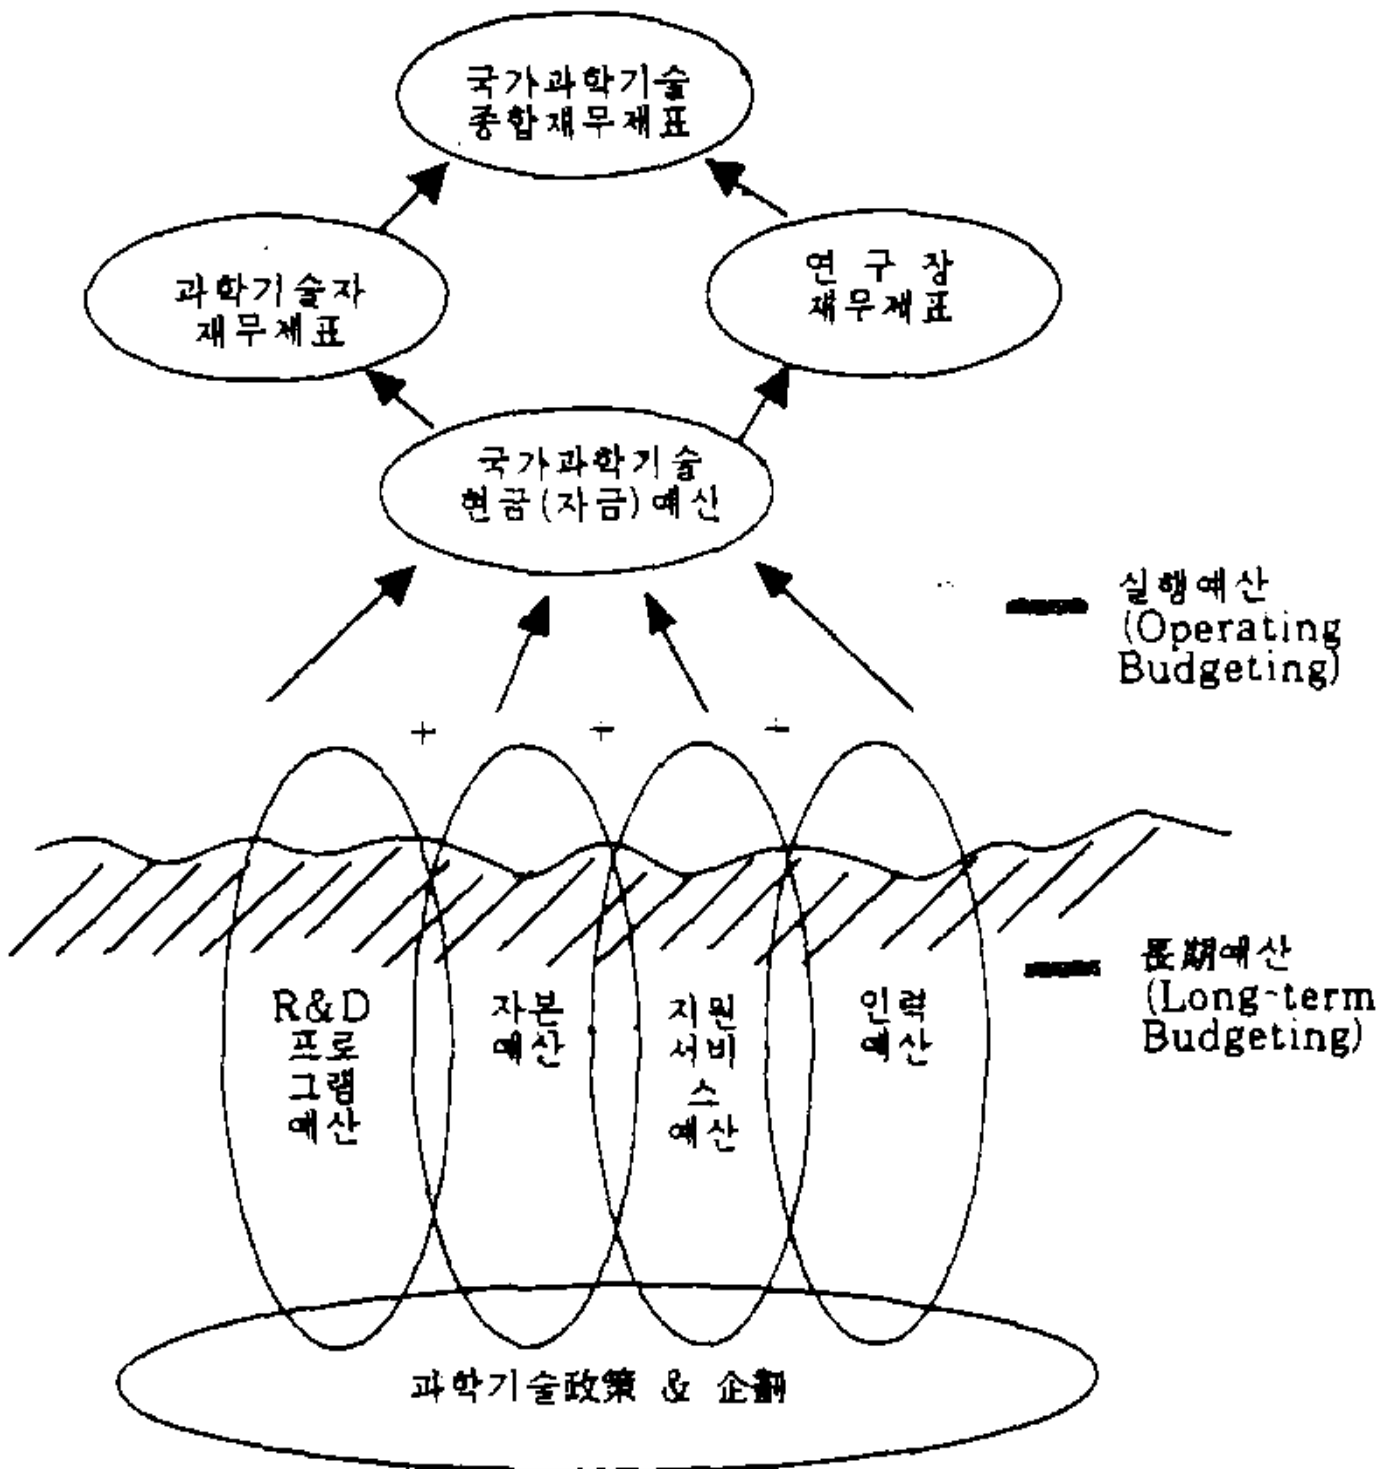 국가과학기술
종합재무제표
과학기술자
재무제표
연구장
재무제표
국가과학기술
현금(자금)예산
실행예산
(Operating
Budgeting)
+ + +
R&D
프로
그램
예산
자본
예산
지원
서비
스
예산
인력
예산
長期예산
(Long-term
Budgeting)
과학기술政策 & 企劃